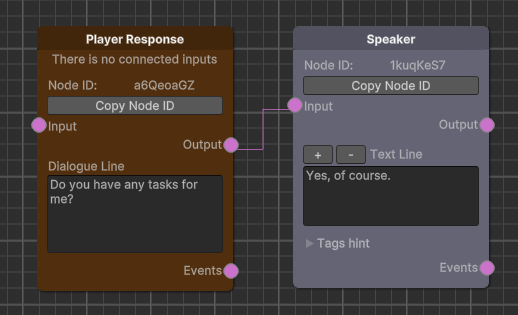 Player Response
There is no connected inputs
Node ID: a6QeoaGZ
Copy Node ID
Input
Output
Dialogue Line
Do you have any tasks for
me?
Events
Speaker
Node ID: 1kuqKeS7
Copy Node ID
Input
Output
+ - Text Line
Yes, of course.
Tags hint
Events